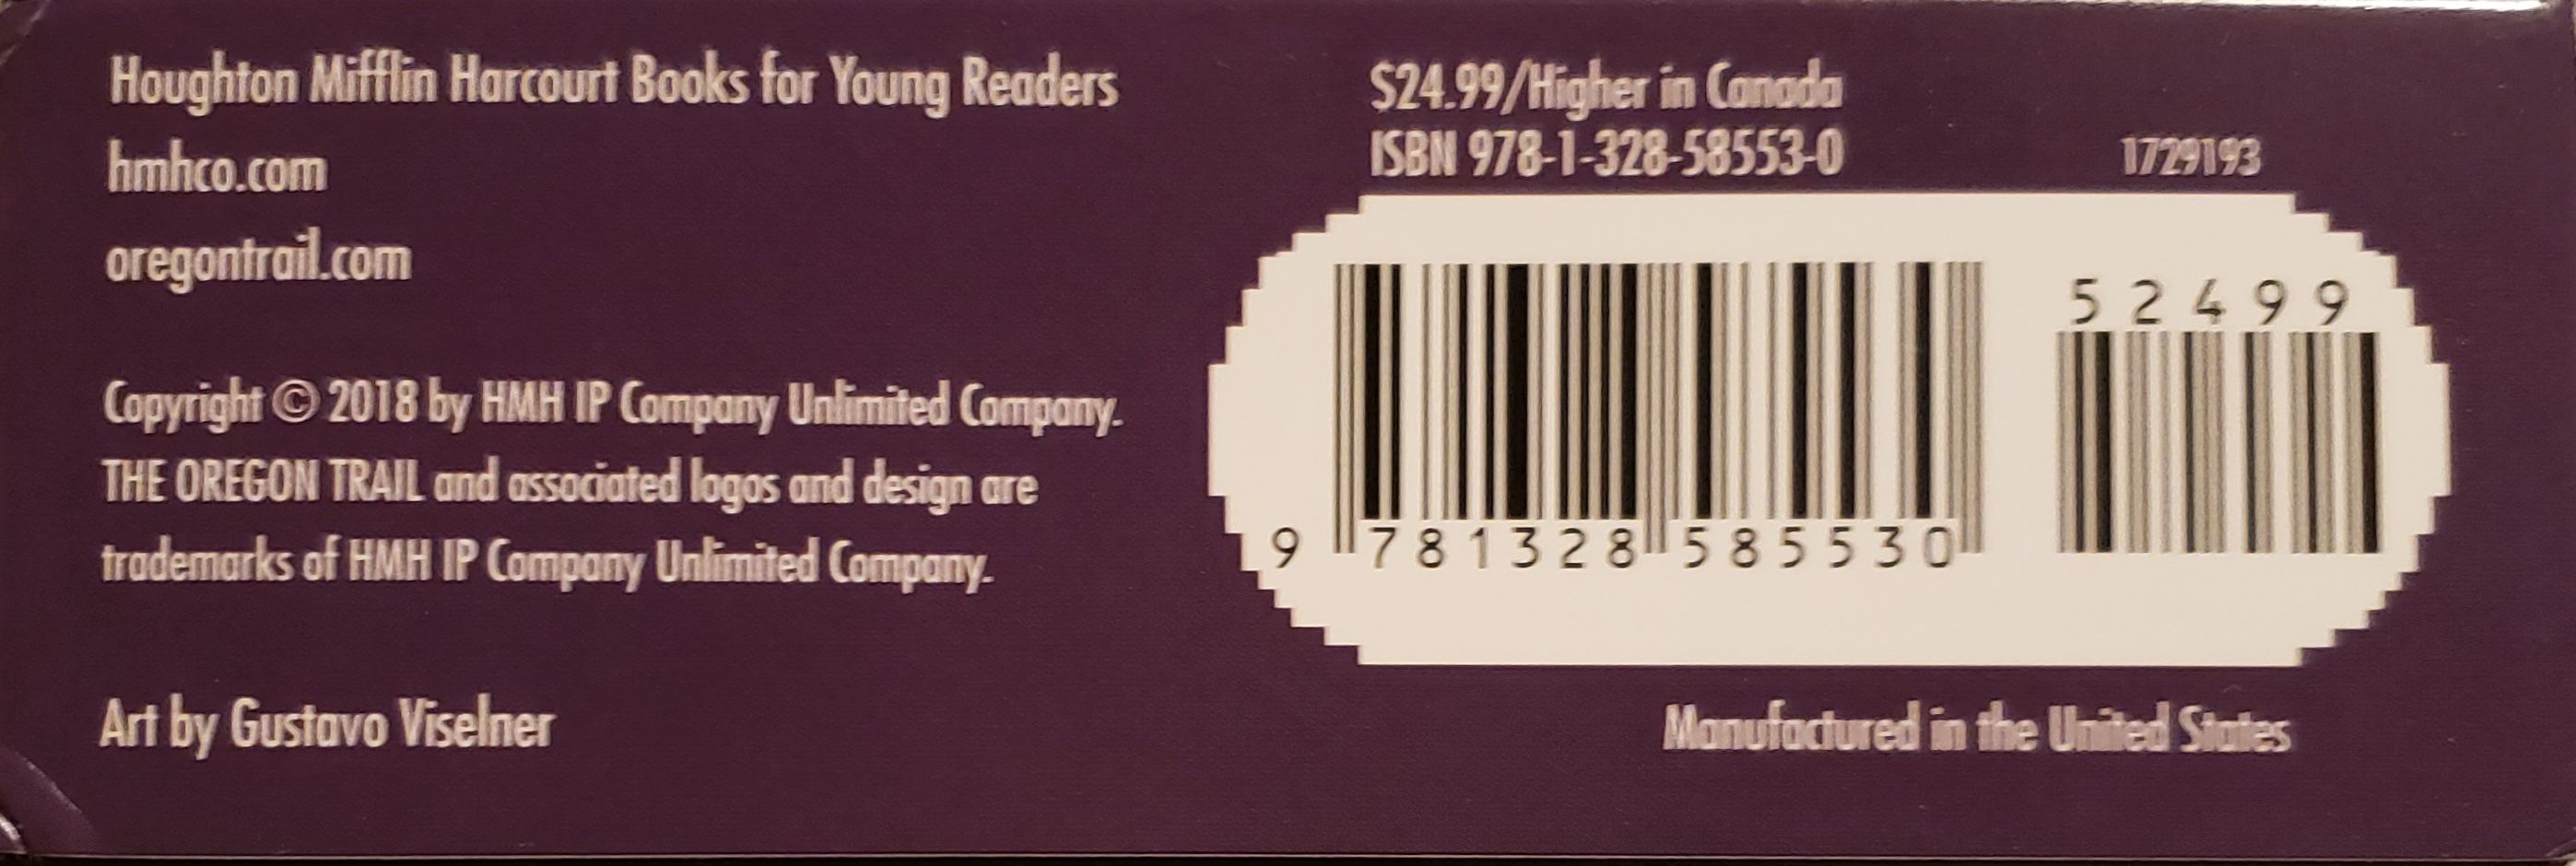 Houghton Mifflin Harcourt Books for Young Readers
hmhco.com
oregontrail.com
Copyright © 2018 by HMH IP Company Unlimited Company.
THE OREGON TRAIL and associated logos and design are
trademarks of HMH IP Company Unlimited Company.
Art by Gustavo Viselner
$24.99/Higher in Canada
ISBN 978-1-328-58553-0
1729193
52499
9 781328 585530
Manufactured in the United States